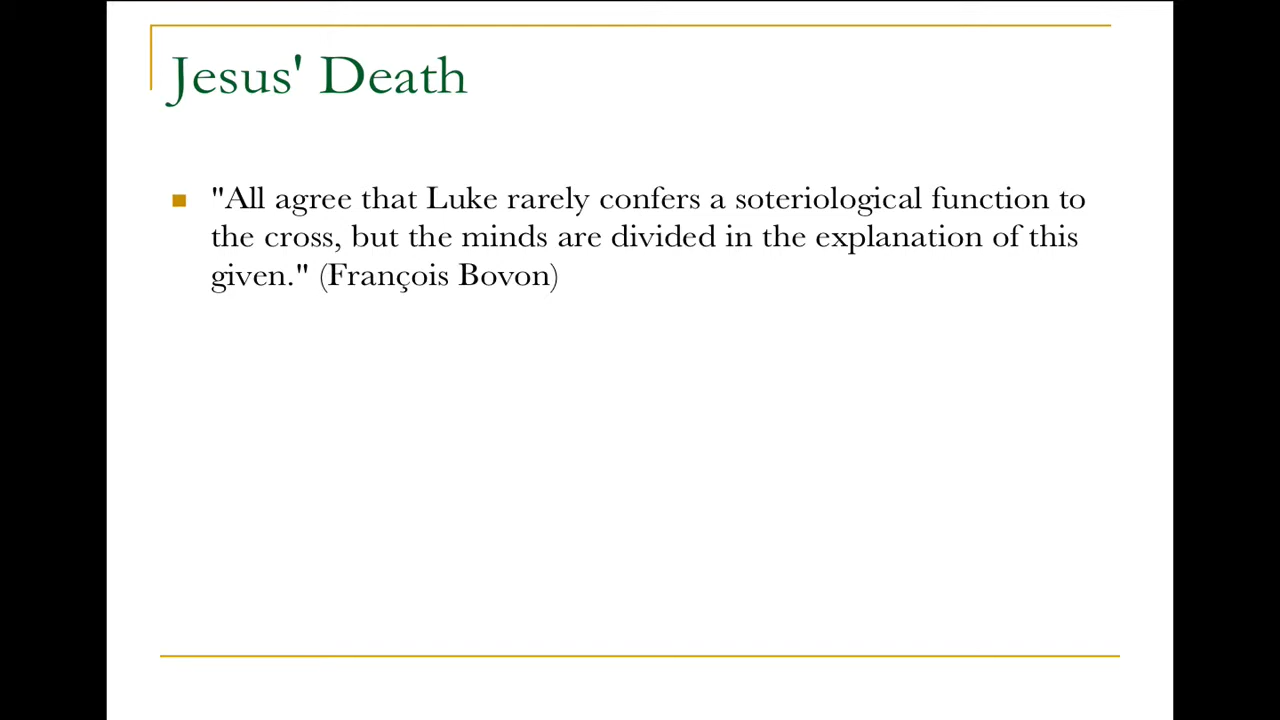 Jesus' Death
"All agree that Luke rarely confers a soteriological function to
the cross, but the minds are divided in the explanation of this
given." (François Bovon)